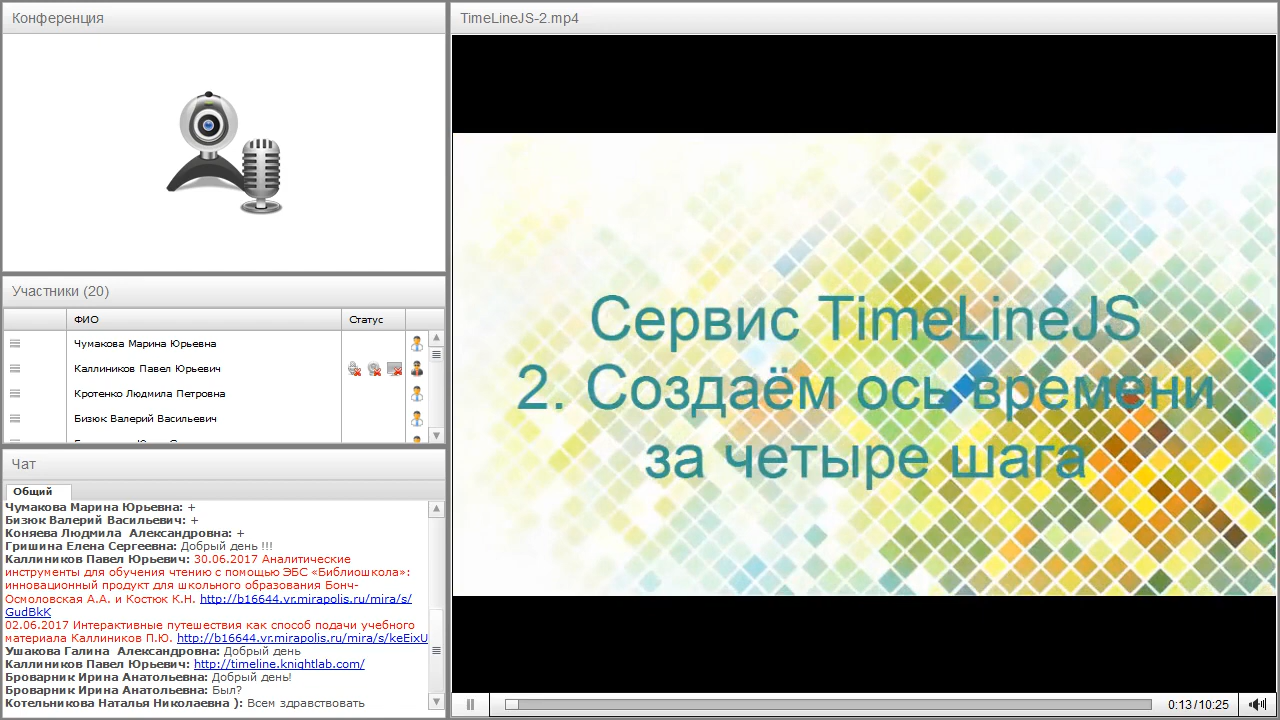 Конференция
Участники (20)
ФИО Статус
Чумакова Марина Юрьевна
Каллиников Павел Юрьевич
Кротенко Людмила Петровна
Бизюк Валерий Васильевич
Чат
Общий
Чумакова Марина Юрьевна: +
Бизюк Валерий Васильевич: +
Коняева Людмила Александровна: +
Гришина Елена Сергеевна: Добрый день !!!
Каллиников Павел Юрьевич: 30.06.2017 Аналитические
инструменты для обучения чтению с помощью ЭБС «Библиошкола»:
инновационный продукт для школьного образования Бонч-
Осмоловская А.А. и Костюк К.Н. http://b16644.vr.mirapolis.ru/mira/s/
GudBkK
02.06.2017 Интерактивные путешествия как способ подачи учебного
материала Каллиников П.Ю. http://b16644.vr.mirapolis.ru/mira/s/keEixU
Ушакова Галина Александровна: Добрый день
Каллиников Павел Юрьевич: http://timeline.knightlab.com/
Броварник Ирина Анатольевна: Добрый день!
Броварник Ирина Анатольевна: Был?
Котельникова Наталья Николаевна ): Всем здравствовать
TimeLineJS-2.mp4
Сервис TimeLineJS
2. Создаём ось времени
за четыре шага
0:13/10:25